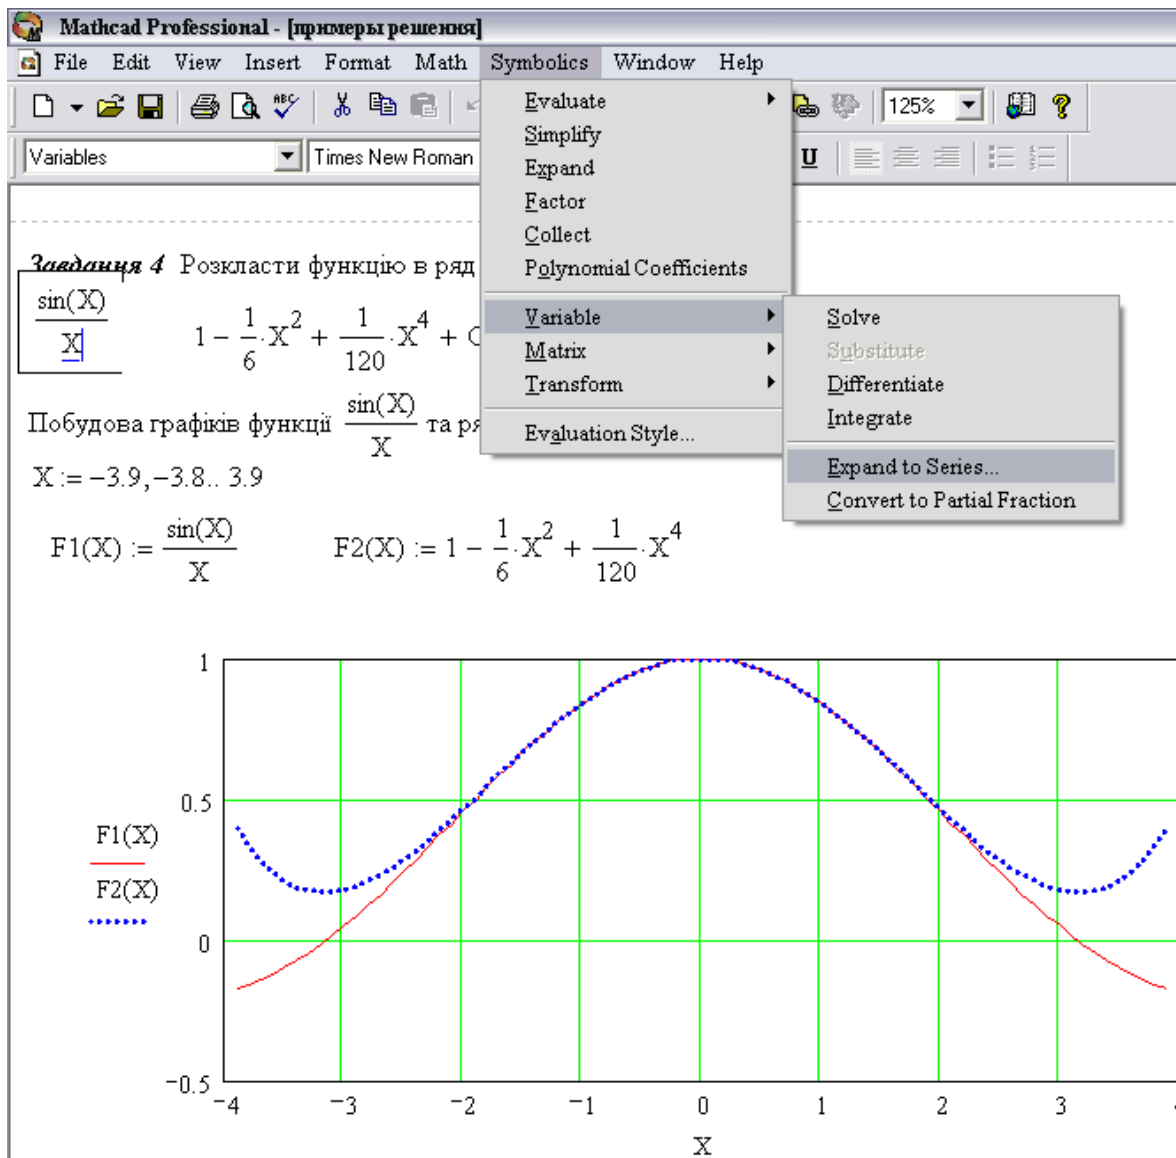 Mathcad Professional - [примеры решения]
File Edit View Insert Format Math Symbolics Window Help
125%
Variables Times New Roman U
Evaluate
Simplify
Expand
Factor
Collect
Polynomial Coefficients
Variable
Matrix
Transform
Evaluation Style...
Solve
Substitute
Differentiate
Integrate
Expand to Series...
Convert to Partial Fraction
Завдання 4 Розкласти функцію в ряд
sin(X)/X 1 − 1/6·X^2 + 1/120·X^4 +
Побудова графіків функції sin(X)/X та
X := −3.9, −3.8.. 3.9
F1(X) := sin(X)/X F2(X) := 1 − 1/6·X^2 + 1/120·X^4
1
0.5
F1(X)
F2(X)
0
−0.5
−4 −3 −2 −1 0 1 2 3
X